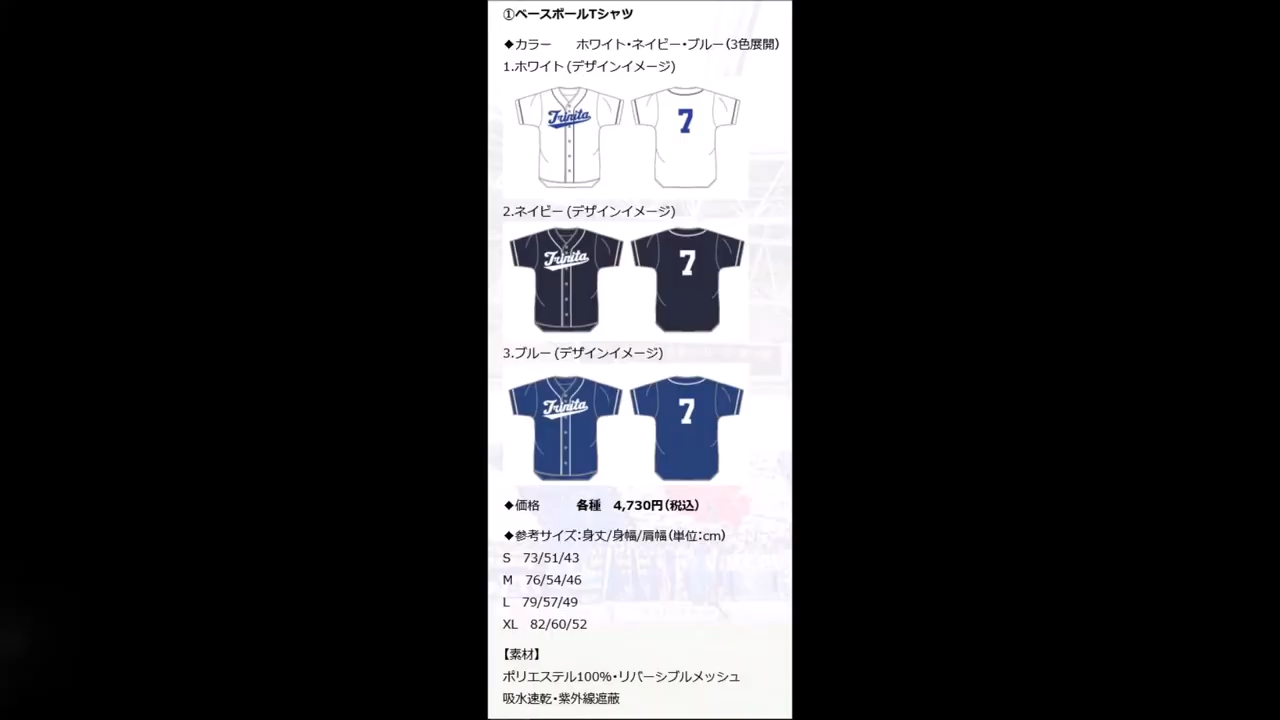 ①ベースボールTシャツ
◆カラー　　ホワイト・ネイビー・ブルー（3色展開）
1.ホワイト (デザインイメージ)
Trinita
7
2.ネイビー (デザインイメージ)
Trinita
7
3.ブルー (デザインイメージ)
Trinita
7
◆価格　　　各種　4,730円（税込）
◆参考サイズ：身丈/身幅/肩幅（単位：cm）
S　73/51/43
M　76/54/46
L　79/57/49
XL　82/60/52
【素材】
ポリエステル100%・リバーシブルメッシュ
吸水速乾・紫外線遮蔽